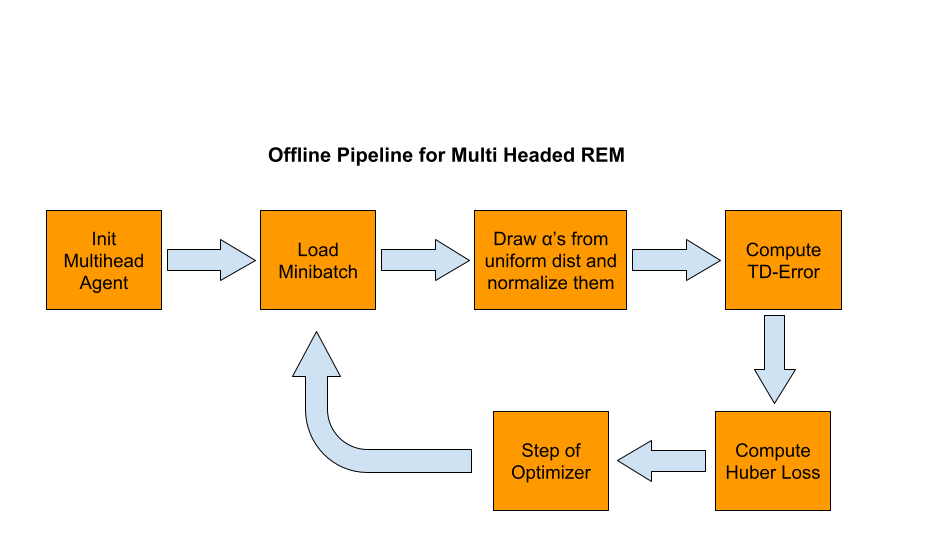 Offline Pipeline for Multi Headed REM
Init
Multihead
Agent
Load
Minibatch
Draw α’s from
uniform dist and
normalize them
Compute
TD-Error
Compute
Huber Loss
Step of
Optimizer